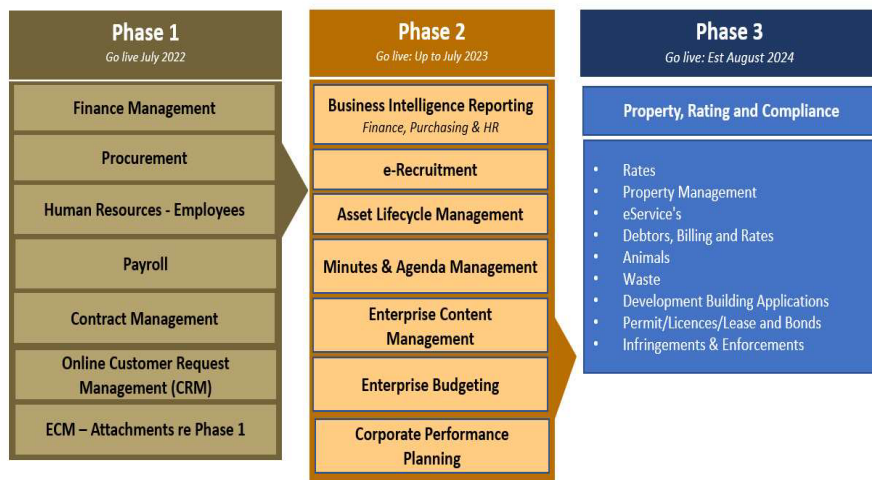 Phase 1
Go live July 2022
Finance Management
Procurement
Human Resources - Employees
Payroll
Contract Management
Online Customer Request
Management (CRM)
ECM – Attachments re Phase 1
Phase 2
Go live: Up to July 2023
Business Intelligence Reporting
Finance, Purchasing & HR
e-Recruitment
Asset Lifecycle Management
Minutes & Agenda Management
Enterprise Content
Management
Enterprise Budgeting
Corporate Performance
Planning
Phase 3
Go live: Est August 2024
Property, Rating and Compliance
• Rates
• Property Management
• eService's
• Debtors, Billing and Rates
• Animals
• Waste
• Development Building Applications
• Permit/Licences/Lease and Bonds
• Infringements & Enforcements